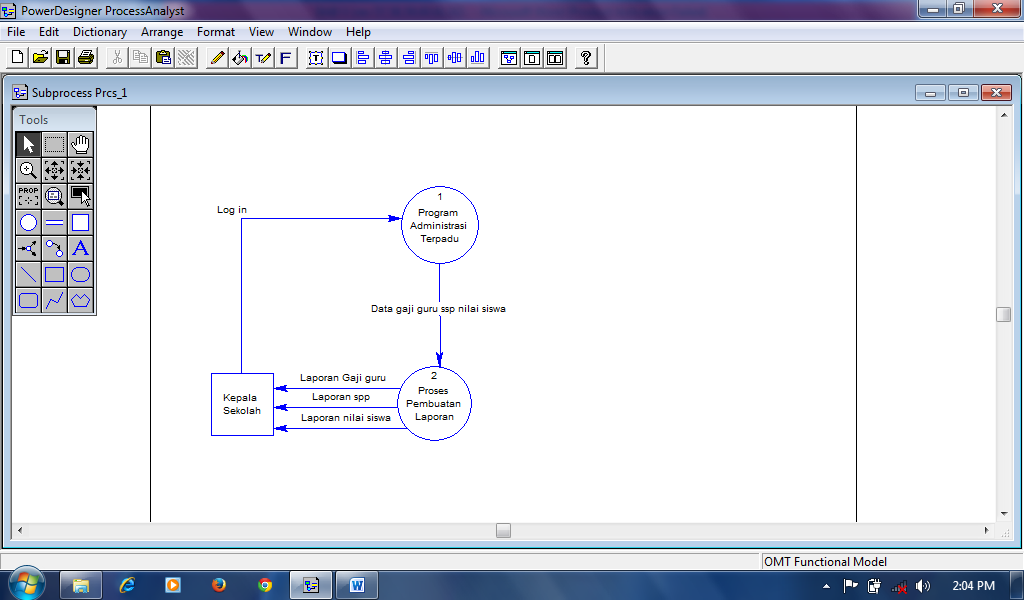 PowerDesigner ProcessAnalyst
File Edit Dictionary Arrange Format View Window Help
Subprocess Prcs_1
Tools
PROP
A
Log in
1
Program
Administrasi
Terpadu
Data gaji guru ssp nilai siswa
2
Proses
Pembuatan
Laporan
Laporan Gaji guru
Laporan spp
Laporan nilai siswa
Kepala
Sekolah
OMT Functional Model
2:04 PM